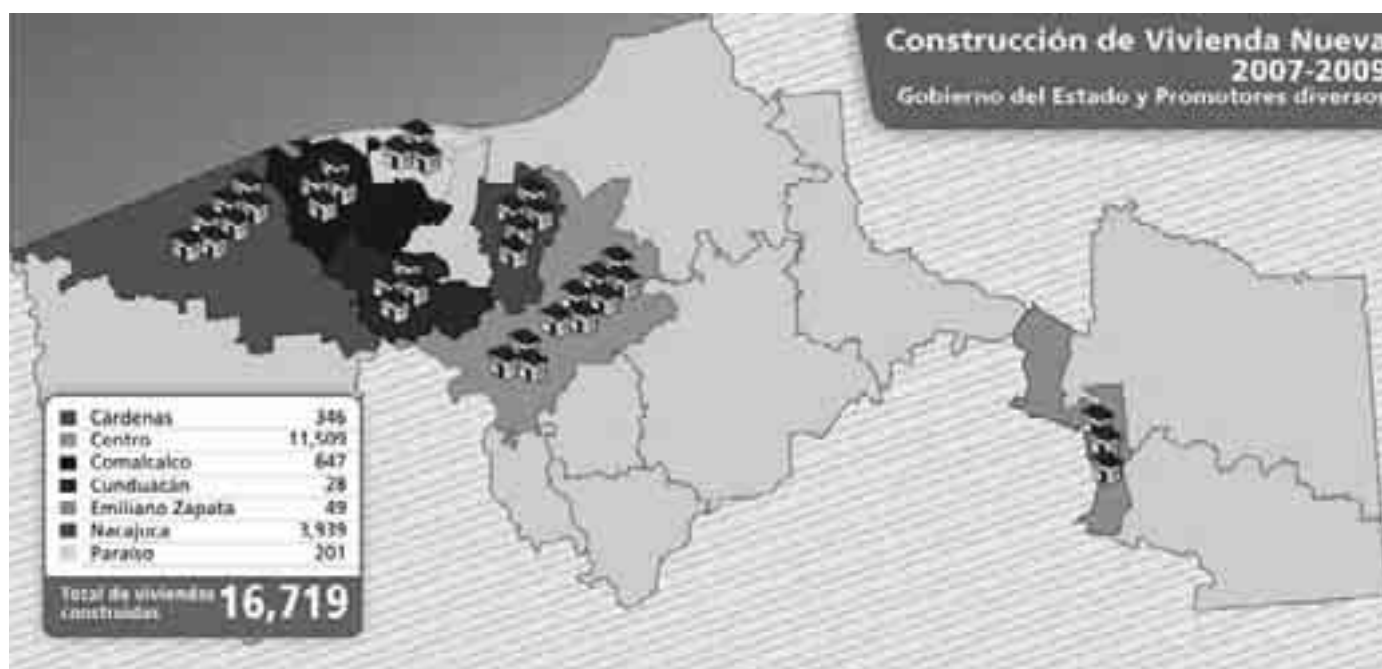 Construcción de Vivienda Nueva
2007-2009
Gobierno del Estado y Promotores diversos
Cárdenas 346
Centro 11,509
Comalcalco 647
Cunduacán 28
Emiliano Zapata 49
Nacajuca 3,939
Paraíso 201
Total de viviendas
construidas
16,719